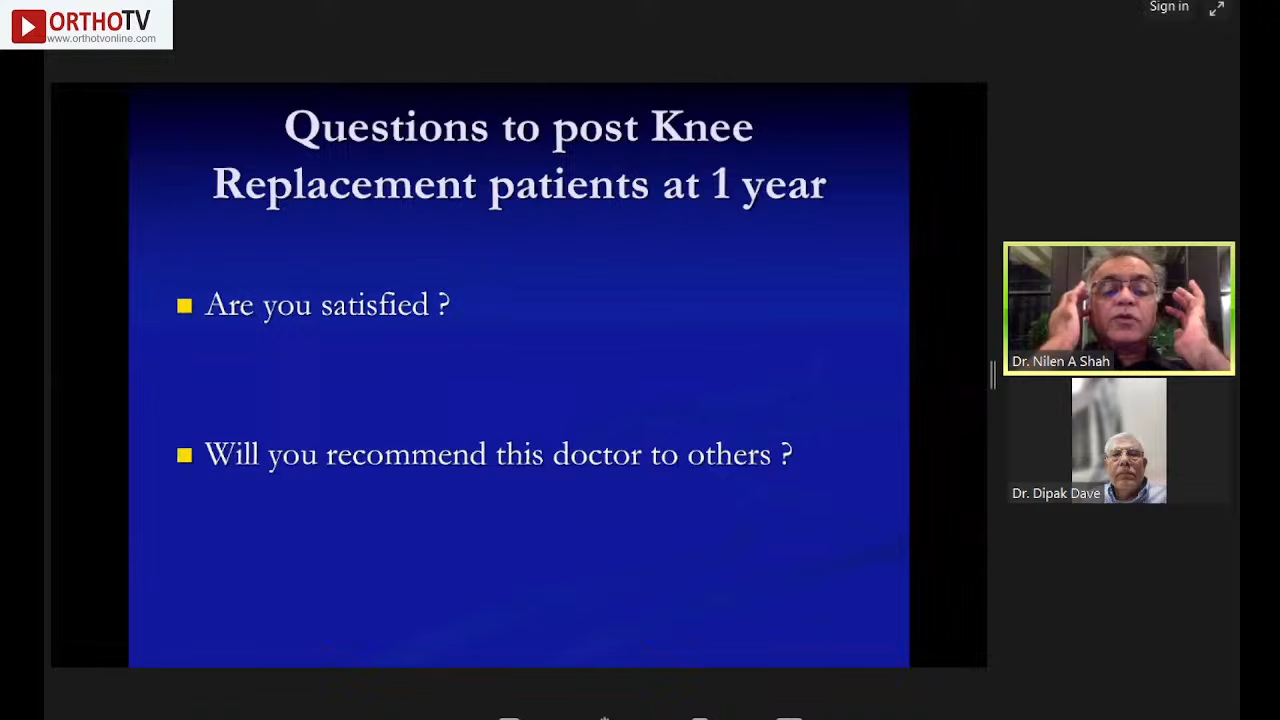 ORTHOTV
www.orthotvonline.com
Sign in
Questions to post Knee
Replacement patients at 1 year
Are you satisfied ?
Will you recommend this doctor to others ?
Dr. Nilen A Shah
Dr. Dipak Dave